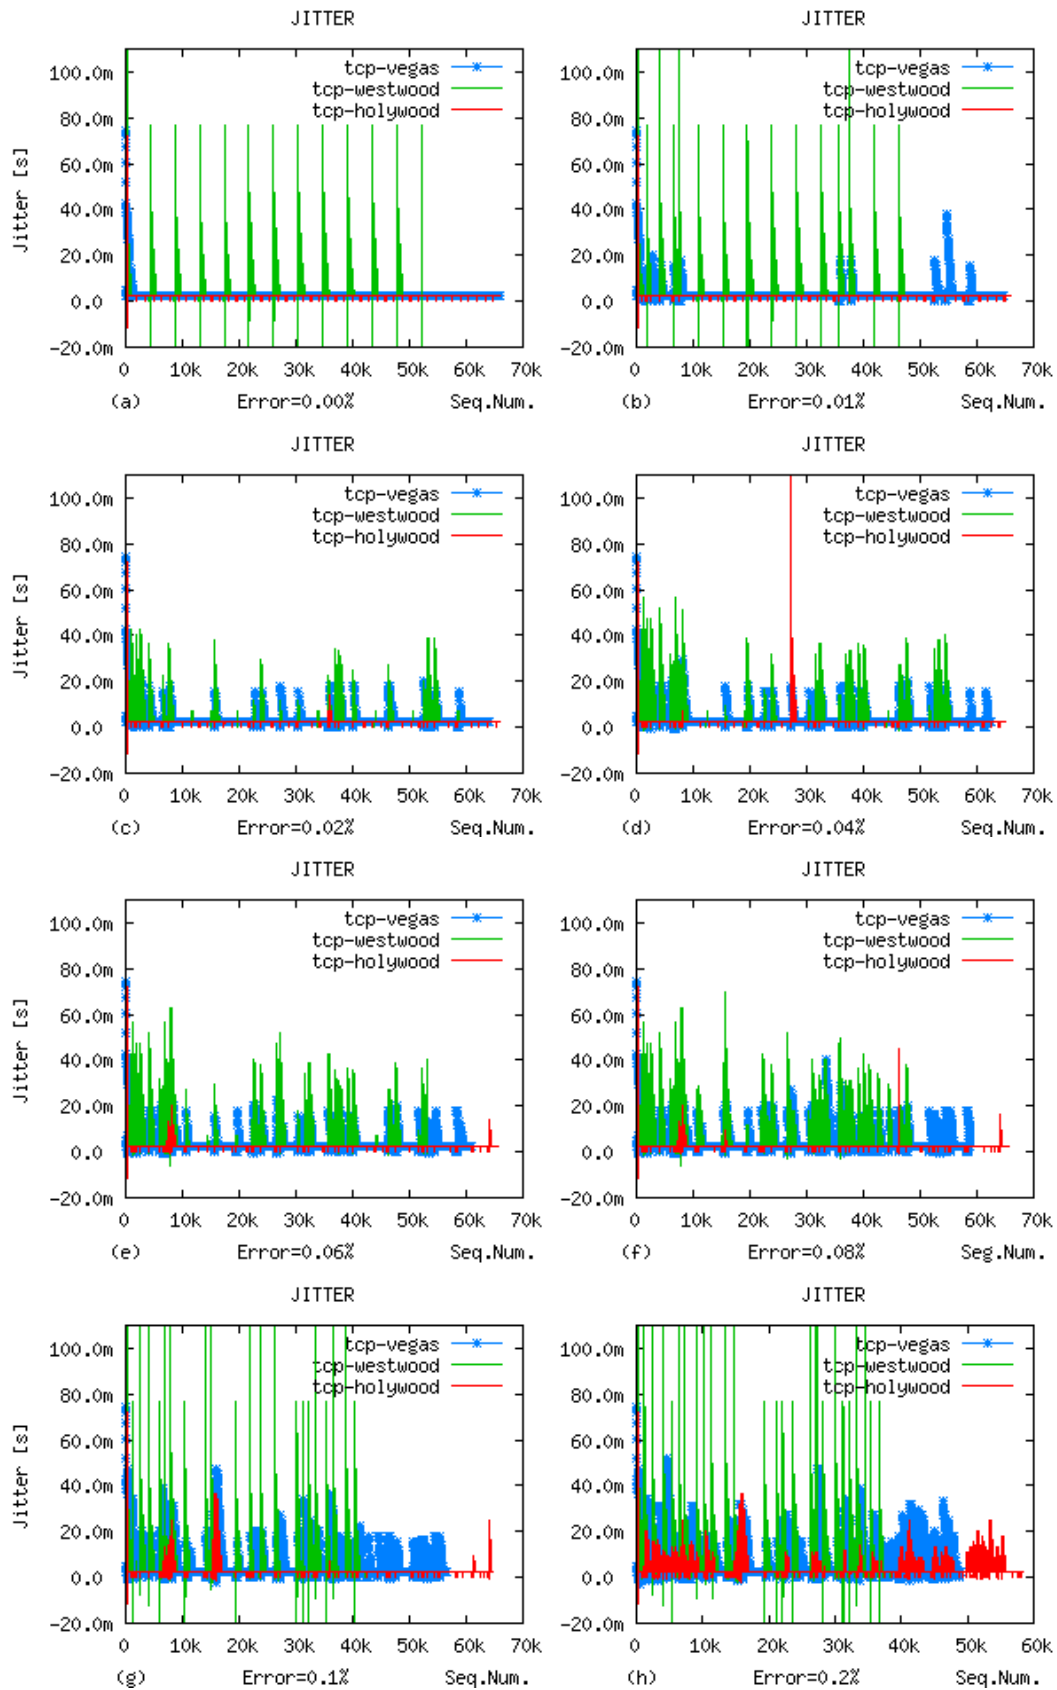 JITTER JITTER
100.0m tcp-vegas 100.0m tcp-vegas
80.0m tcp-westwood 80.0m tcp-westwood
tcp-holywood tcp-holywood
60.0m 60.0m
Jitter [s] 40.0m 40.0m
20.0m 20.0m
0.0 0.0
-20.0m -20.0m
0 10k 20k 30k 40k 50k 60k 70k 0 10k 20k 30k 40k 50k 60k 70k
(a) Error=0.00% Seq.Num. (b) Error=0.01% Seq.Num.
JITTER JITTER
100.0m tcp-vegas 100.0m tcp-vegas
80.0m tcp-westwood 80.0m tcp-westwood
tcp-holywood tcp-holywood
60.0m 60.0m
Jitter [s] 40.0m 40.0m
20.0m 20.0m
0.0 0.0
-20.0m -20.0m
0 10k 20k 30k 40k 50k 60k 70k 0 10k 20k 30k 40k 50k 60k 70k
(c) Error=0.02% Seq.Num. (d) Error=0.04% Seq.Num.
JITTER JITTER
100.0m tcp-vegas 100.0m tcp-vegas
80.0m tcp-westwood 80.0m tcp-westwood
tcp-holywood tcp-holywood
60.0m 60.0m
Jitter [s] 40.0m 40.0m
20.0m 20.0m
0.0 0.0
-20.0m -20.0m
0 10k 20k 30k 40k 50k 60k 70k 0 10k 20k 30k 40k 50k 60k 70k
(e) Error=0.06% Seq.Num. (f) Error=0.08% Seg.Num.
JITTER JITTER
100.0m tcp-vegas 100.0m tcp-vegas
80.0m tcp-westwood 80.0m tcp-westwood
tcp-holywood tcp-holywood
60.0m 60.0m
Jitter [s] 40.0m 40.0m
20.0m 20.0m
0.0 0.0
-20.0m -20.0m
0 10k 20k 30k 40k 50k 60k 70k 0 10k 20k 30k 40k 50k 60k
(g) Error=0.1% Seq.Num. (h) Error=0.2% Seq.Num.